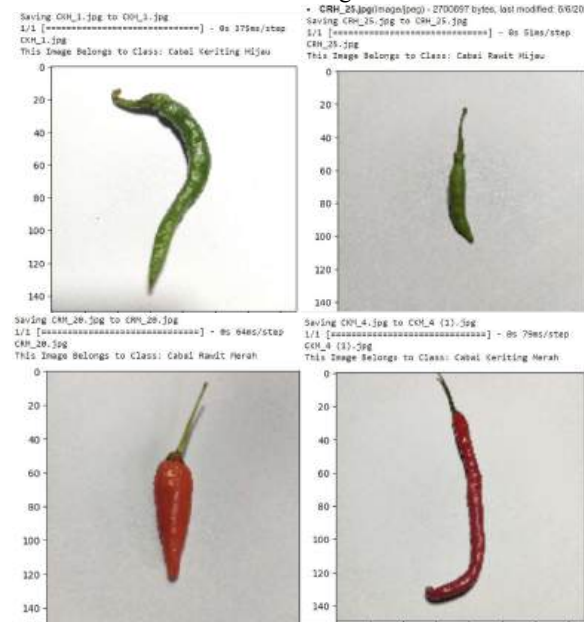 Saving CKH_1.jpg to CKH_1.jpg
1/1 [==============================] - 0s 375ms/step
CKH_1.jpg
This Image Belongs to Class: Cabai Keriting Hijau
0
20
40
60
80
100
120
140
• CRH_25.jpg(image/jpeg) - 2700697 bytes, last modified: 6/6/20
Saving CRH_25.jpg to CRH_25.jpg
1/1 [==============================] - 0s 51ms/step
CRH_25.jpg
This Image Belongs to Class: Cabai Rawit Hijau
0
20
40
60
80
100
120
140
Saving CRM_20.jpg to CRM_20.jpg
1/1 [==============================] - 0s 64ms/step
CRM_20.jpg
This Image Belongs to Class: Cabai Rawit Merah
0
20
40
60
80
100
120
140
Saving CKM_4.jpg to CKM_4 (1).jpg
1/1 [==============================] - 0s 79ms/step
CKM_4 (1).jpg
This Image Belongs to Class: Cabai Keriting Merah
0
20
40
60
80
100
120
140